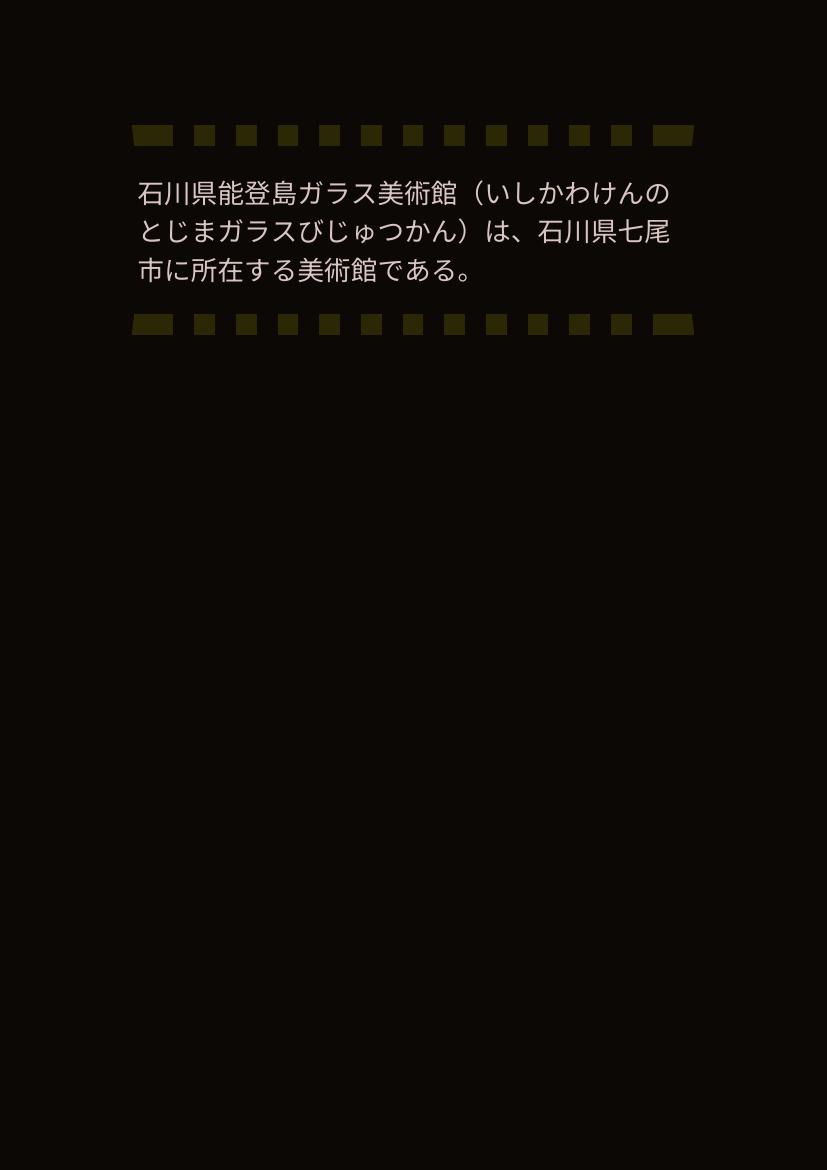 石川県能登島ガラス美術館（いしかわけんの
とじまガラスびじゅつかん）は、石川県七尾
市に所在する美術館である。